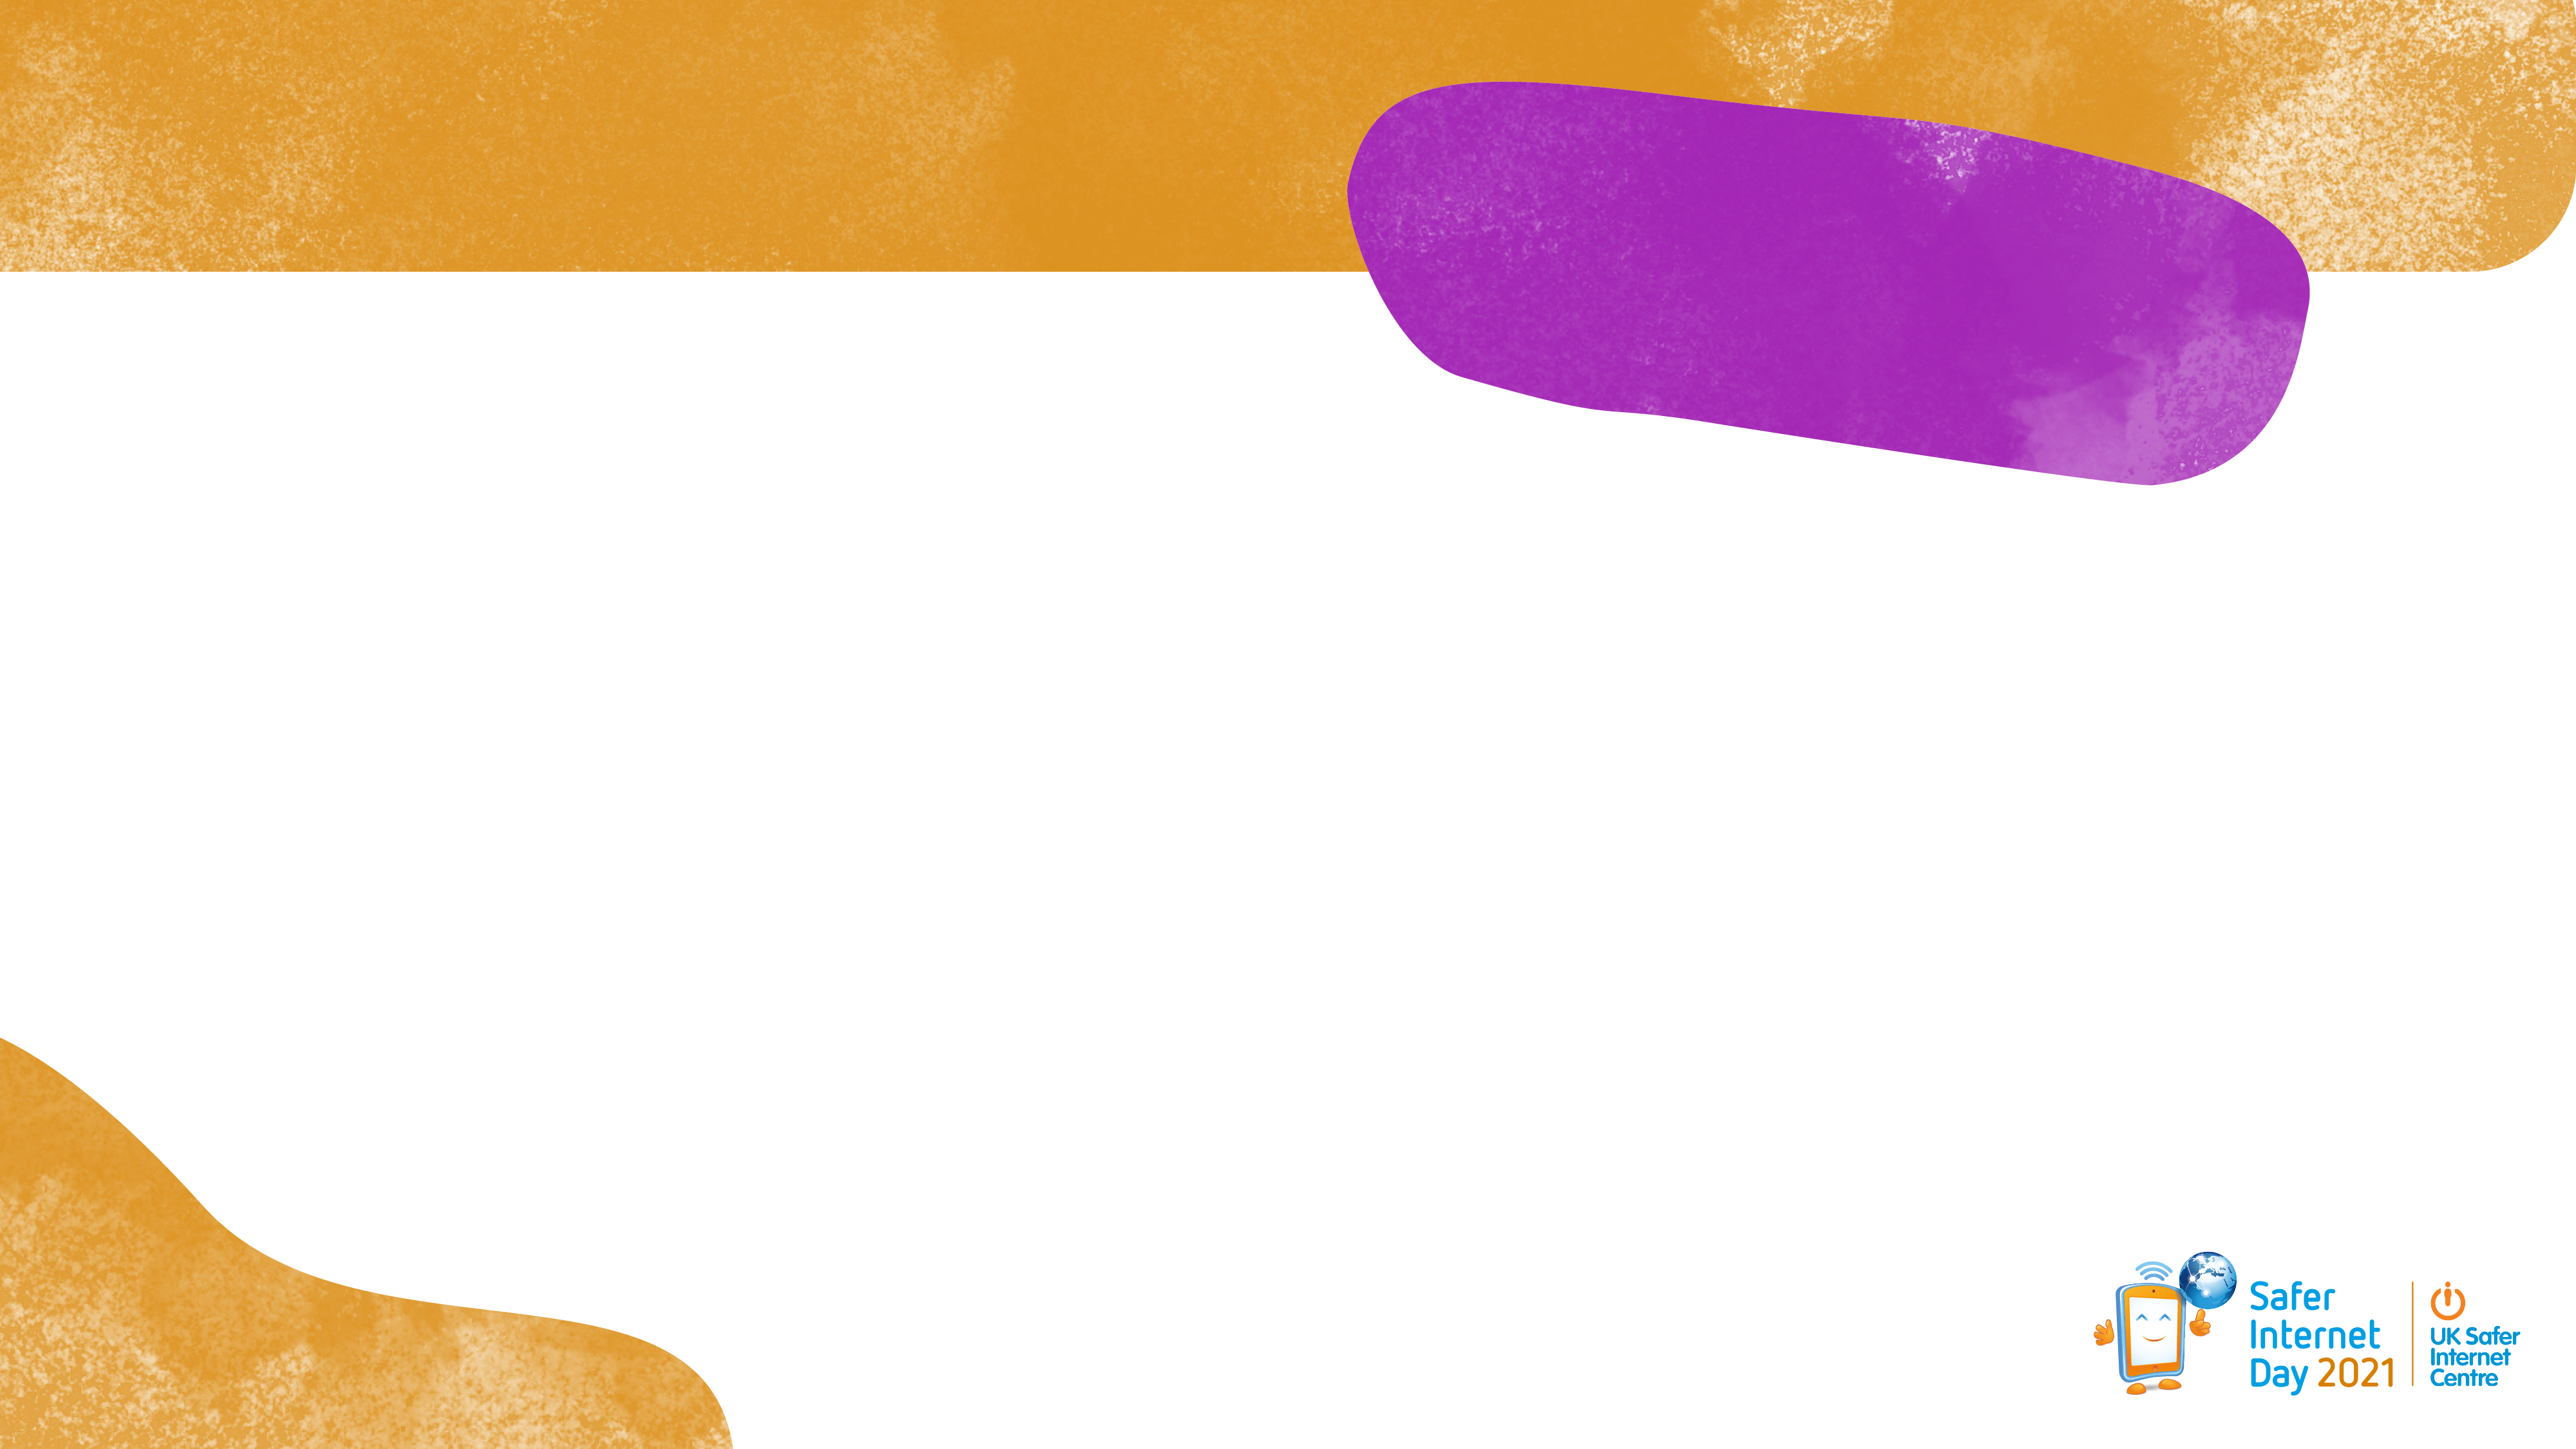 Safer
Internet
Day 2021
UK Safer
Internet
Centre